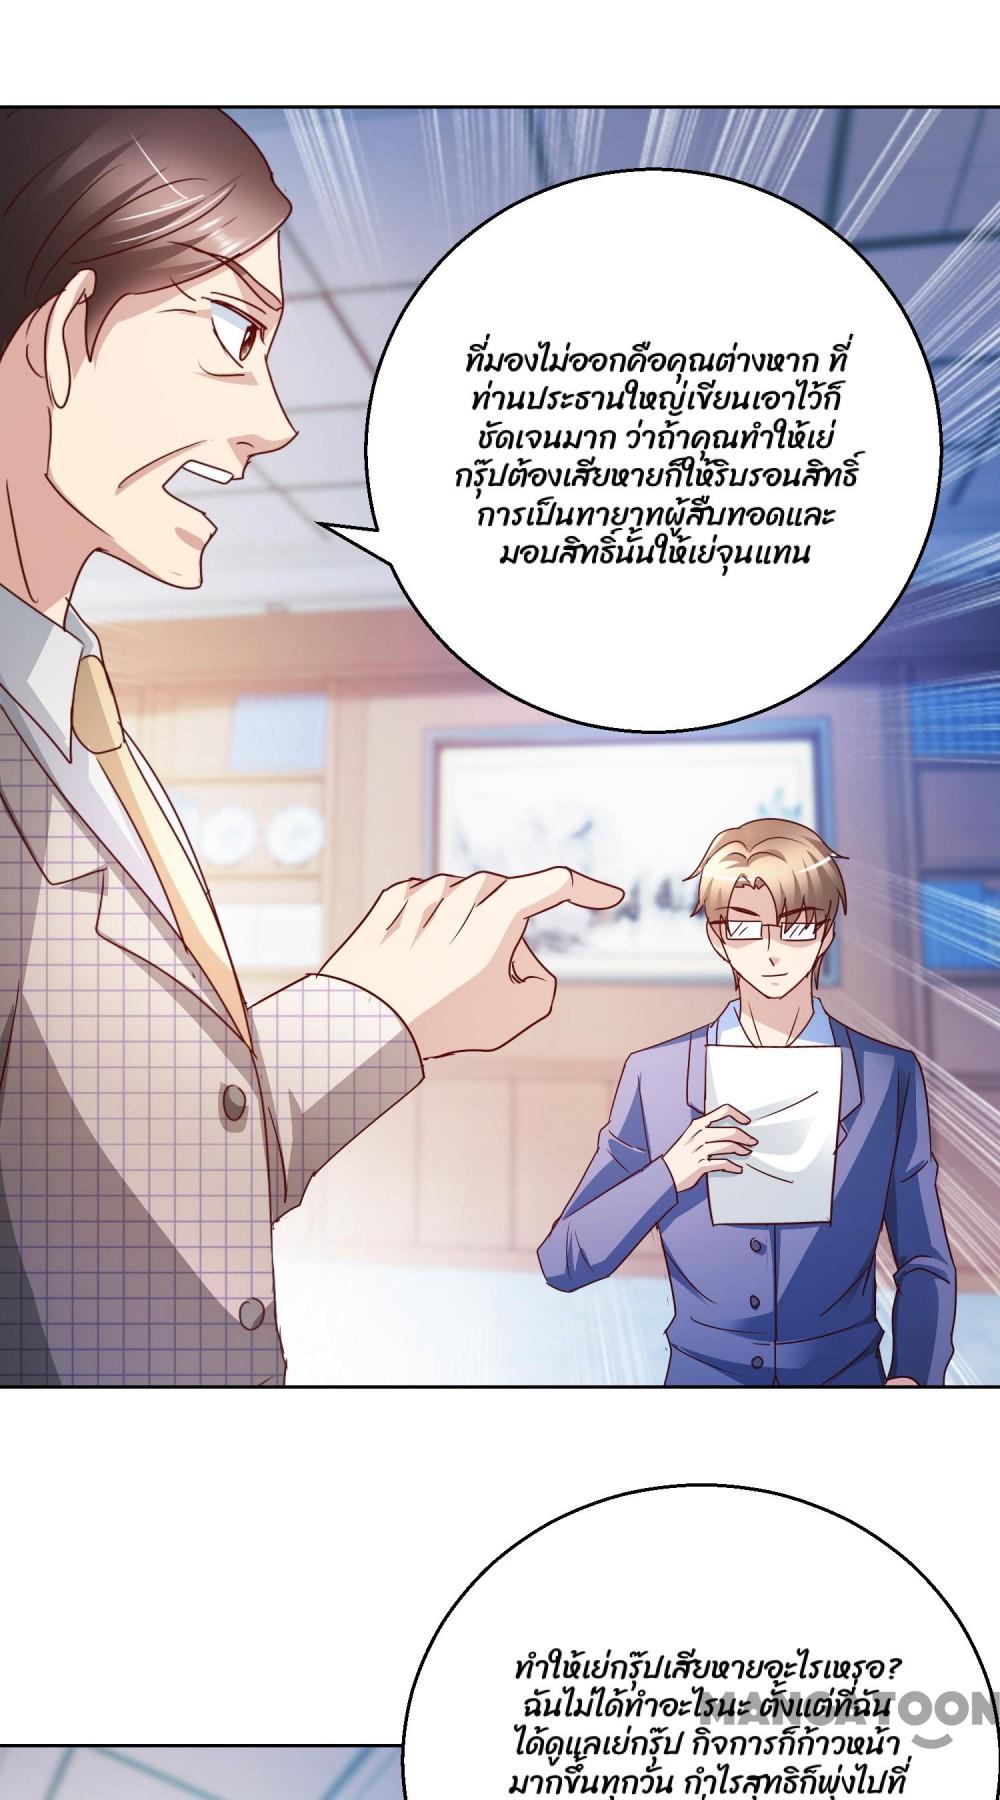 ที่มองไม่ออกคือคุณต่างหาก ที่
ท่านประธานใหญ่เขียนเอาไว้ก็
ชัดเจนมาก ว่าถ้าคุณทำให้เย่
กรุ๊ปต้องเสียหายก็ให้ริบรอนสิทธิ์
การเป็นทายาทผู้สืบทอดและ
มอบสิทธิ์นั้นให้เย่จุนแทน
ทำให้เย่กรุ๊ปเสียหายอะไรเหรอ?
ฉันไม่ได้ทำอะไรนะ ตั้งแต่ที่ฉัน
MANGATOON
ได้ดูแลเย่กรุ๊ป กิจการก็ก้าวหน้า
มากขึ้นทุกวัน กำไรสุทธิก็พุ่งไปที่